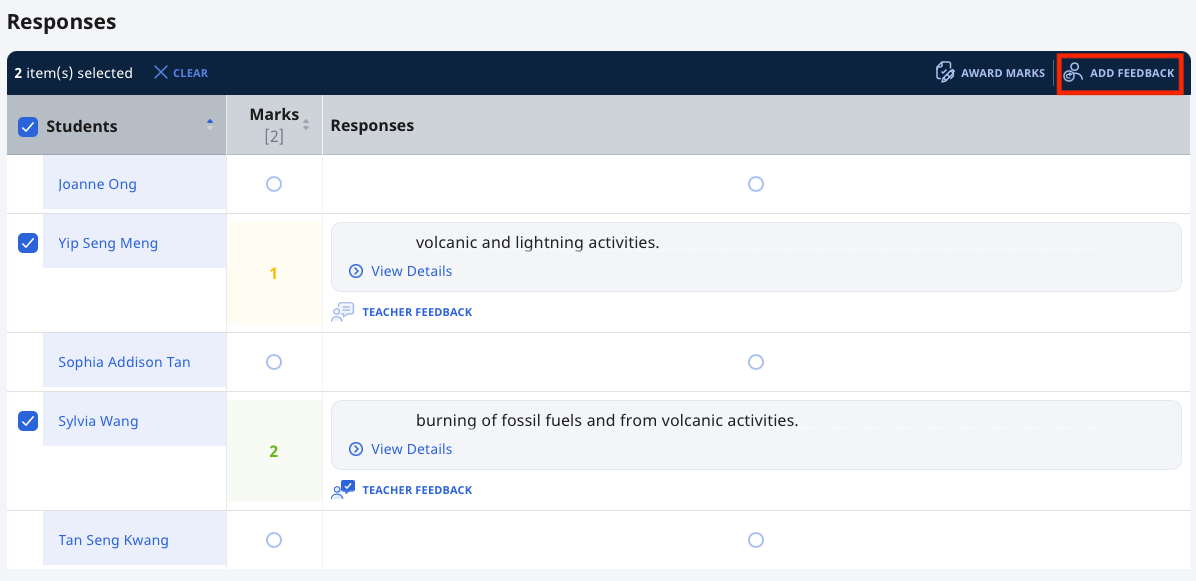 Responses
2 item(s) selected CLEAR AWARD MARKS ADD FEEDBACK
Students Marks [2] Responses
Joanne Ong
Yip Seng Meng 1 volcanic and lightning activities.
View Details
TEACHER FEEDBACK
Sophia Addison Tan
Sylvia Wang 2 burning of fossil fuels and from volcanic activities.
View Details
TEACHER FEEDBACK
Tan Seng Kwang